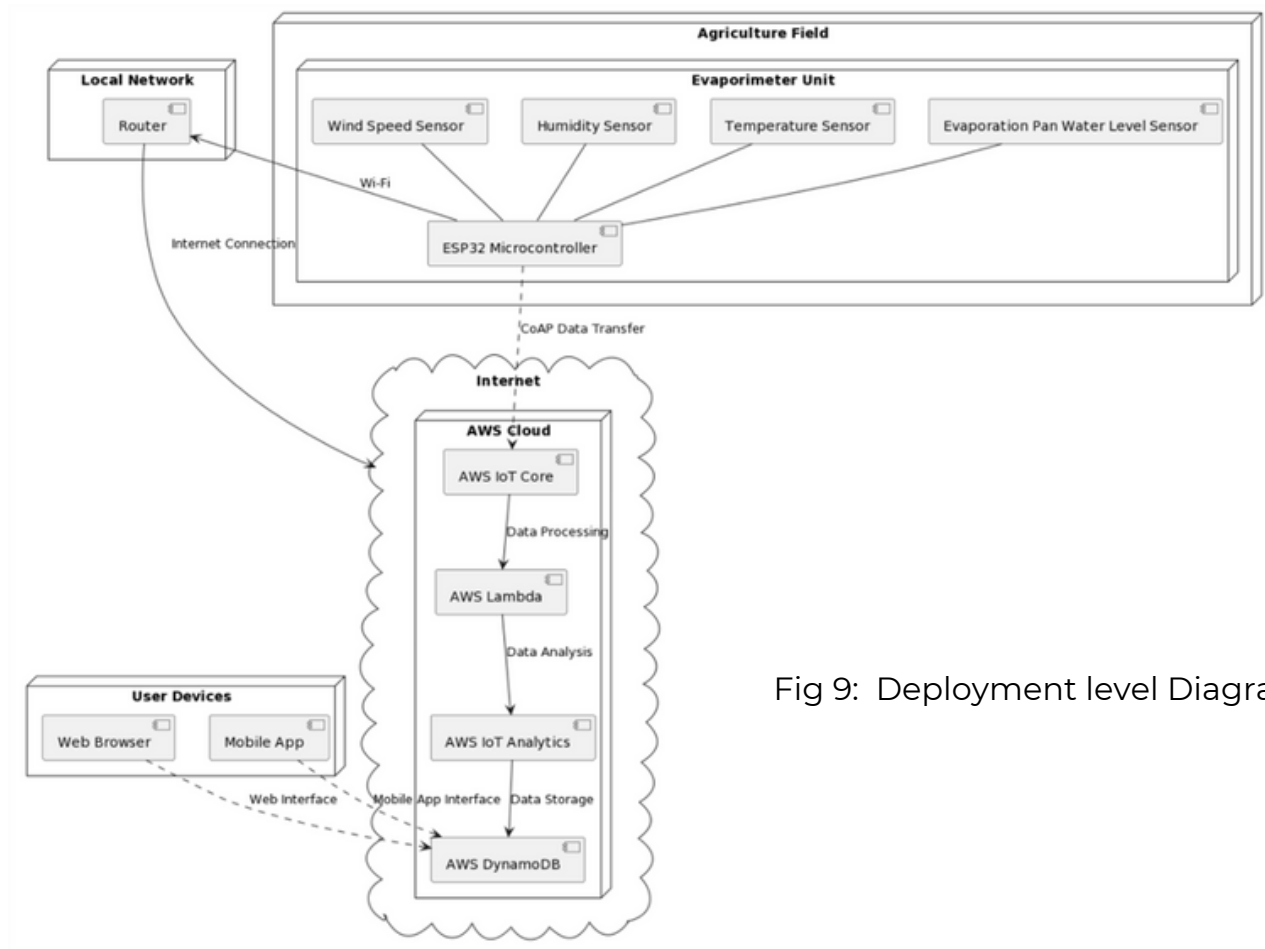 Agriculture Field
Local Network
Evaporimeter Unit
Router
Wind Speed Sensor
Humidity Sensor
Temperature Sensor
Evaporation Pan Water Level Sensor
Wi-Fi
Internet Connection
ESP32 Microcontroller
CoAP Data Transfer
Internet
AWS Cloud
AWS IoT Core
Data Processing
AWS Lambda
Data Analysis
User Devices
Web Browser
Mobile App
AWS IoT Analytics
Web Interface
Mobile App Interface
Data Storage
AWS DynamoDB
Fig 9: Deployment level Diagra